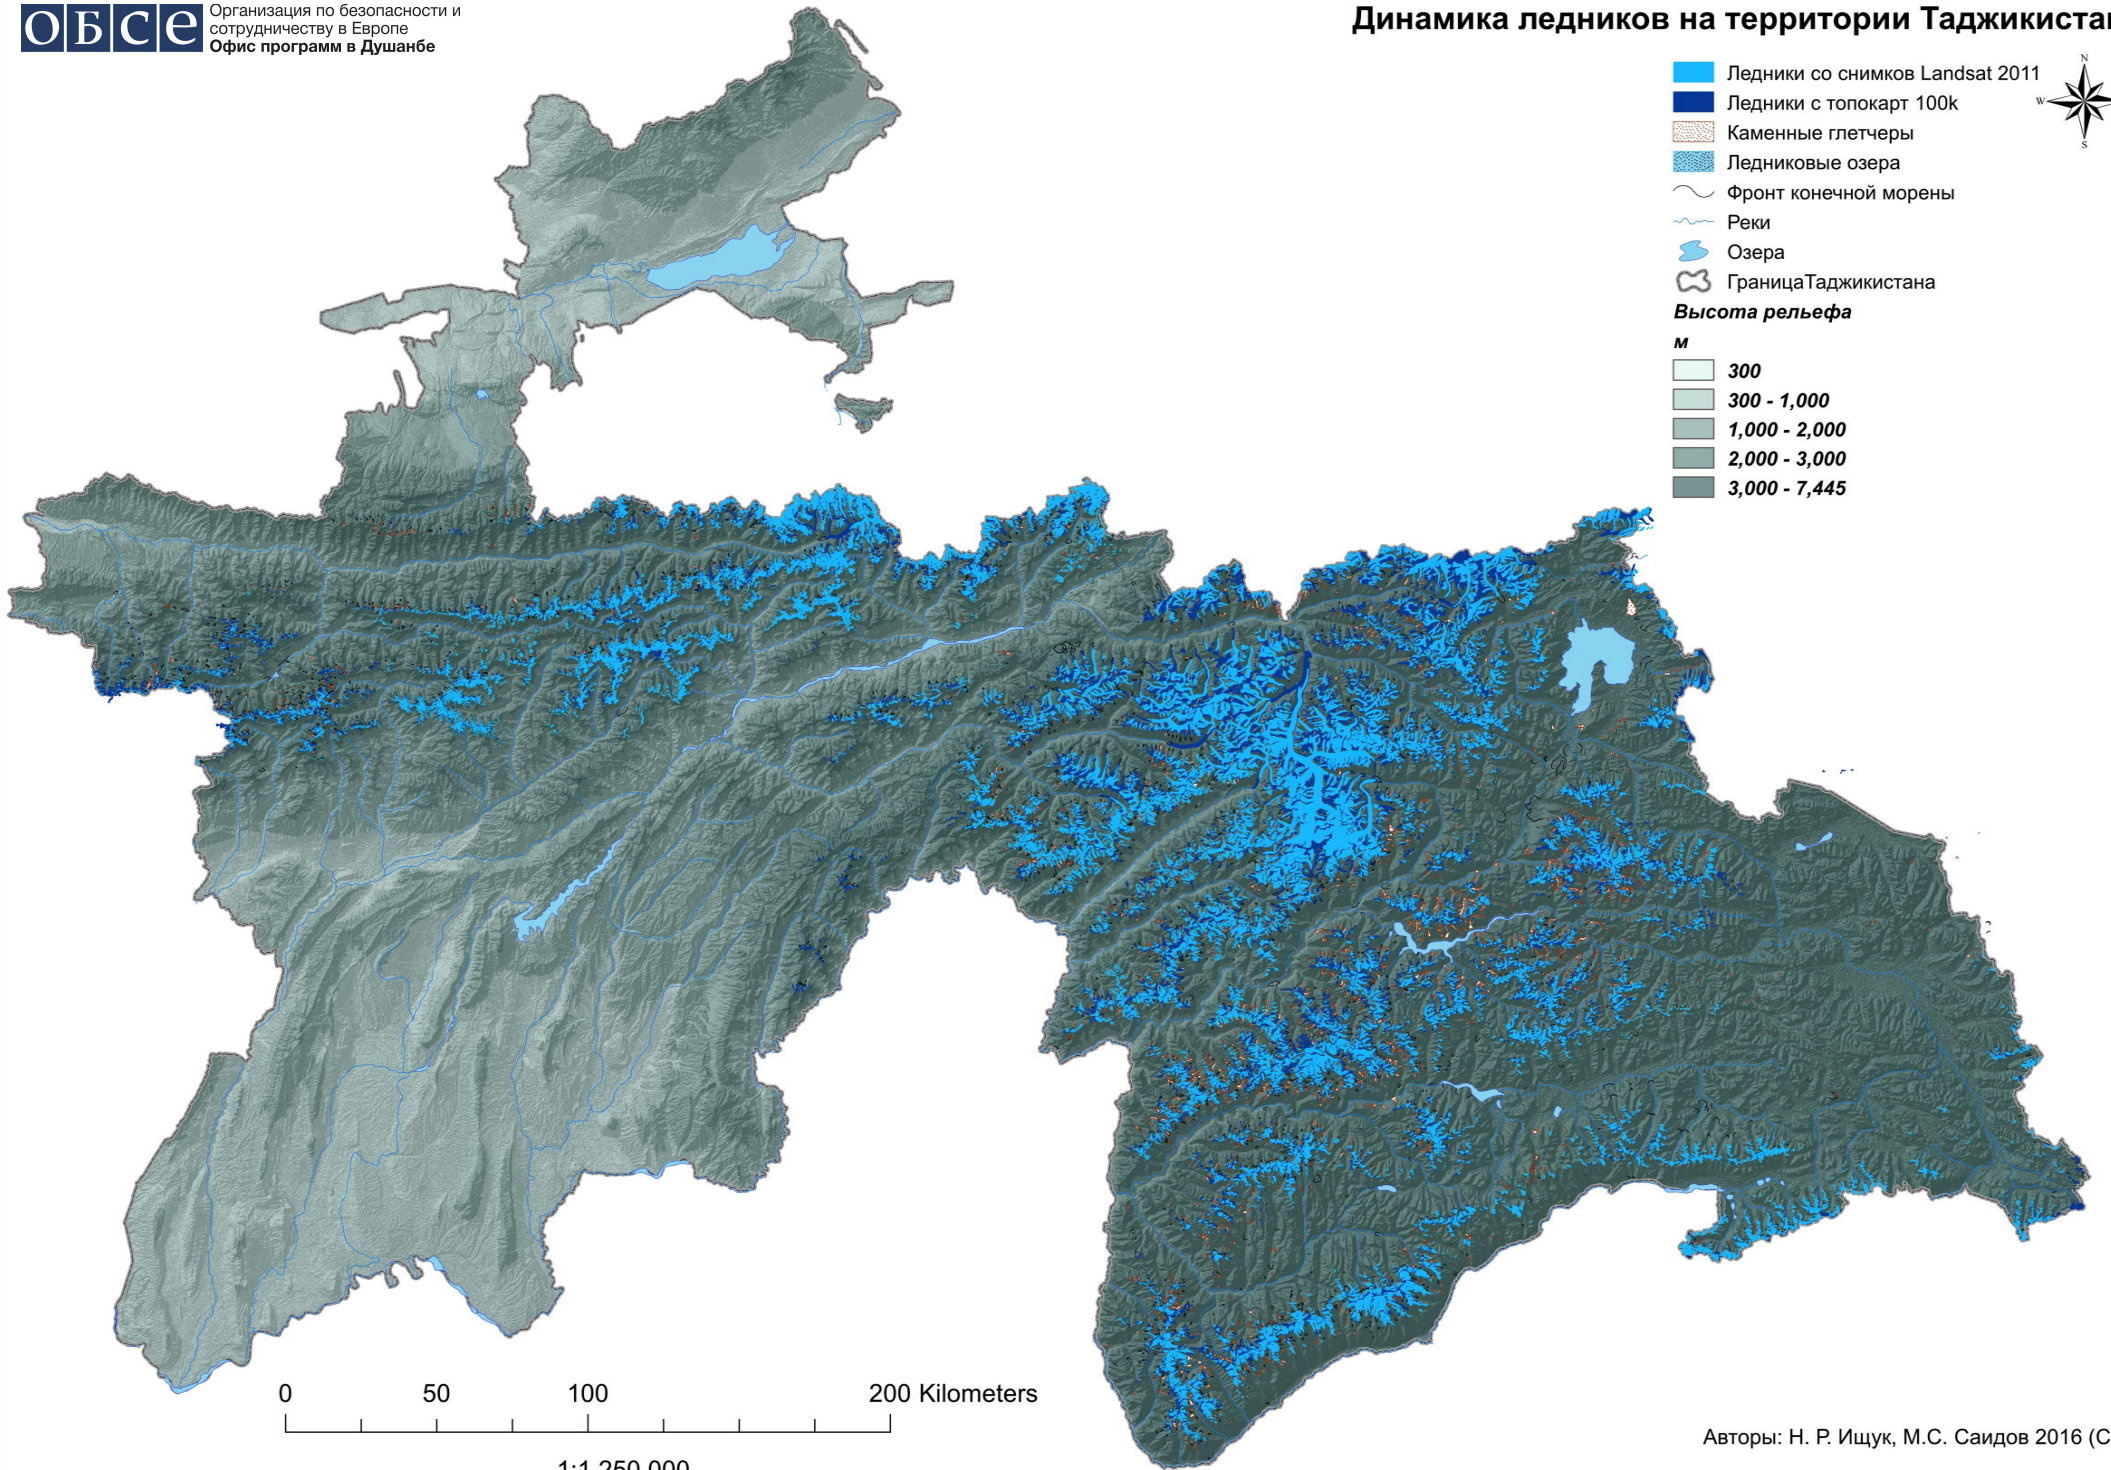 ОБСЕ
Организация по безопасности и
сотрудничеству в Европе
Офис программ в Душанбе
Динамика ледников на территории Таджикистан
N
W
S
Ледники со снимков Landsat 2011
Ледники с топокарт 100k
Каменные глетчеры
Ледниковые озера
Фронт конечной морены
Реки
Озера
ГраницаТаджикистана
Высота рельефа
м
300
300 - 1,000
1,000 - 2,000
2,000 - 3,000
3,000 - 7,445
0 50 100 200 Kilometers
1:1 250 000
Авторы: Н. Р. Ищук, М.С. Саидов 2016 (С